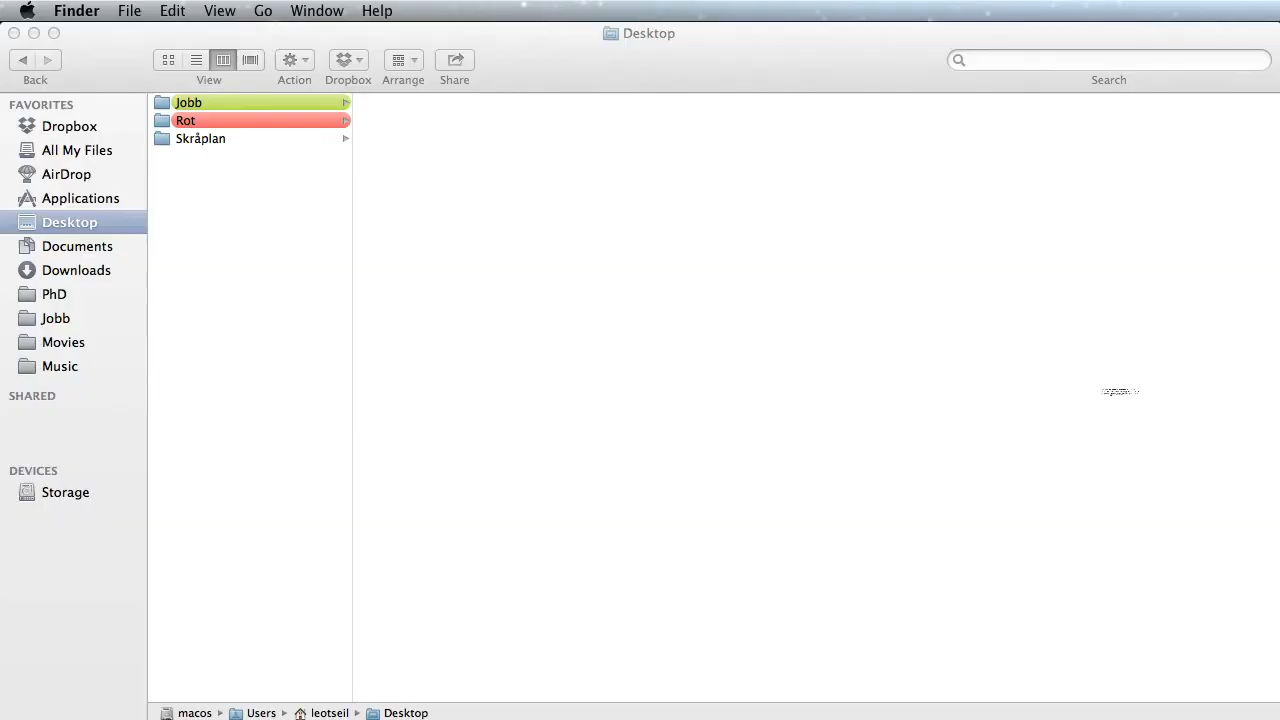 Finder File Edit View Go Window Help
Desktop
Back View Action Dropbox Arrange Share Search
FAVORITES
Dropbox
All My Files
AirDrop
Applications
Desktop
Documents
Downloads
PhD
Jobb
Movies
Music
SHARED
DEVICES
Storage
Jobb
Rot
Skråplan
macos Users leotseil Desktop